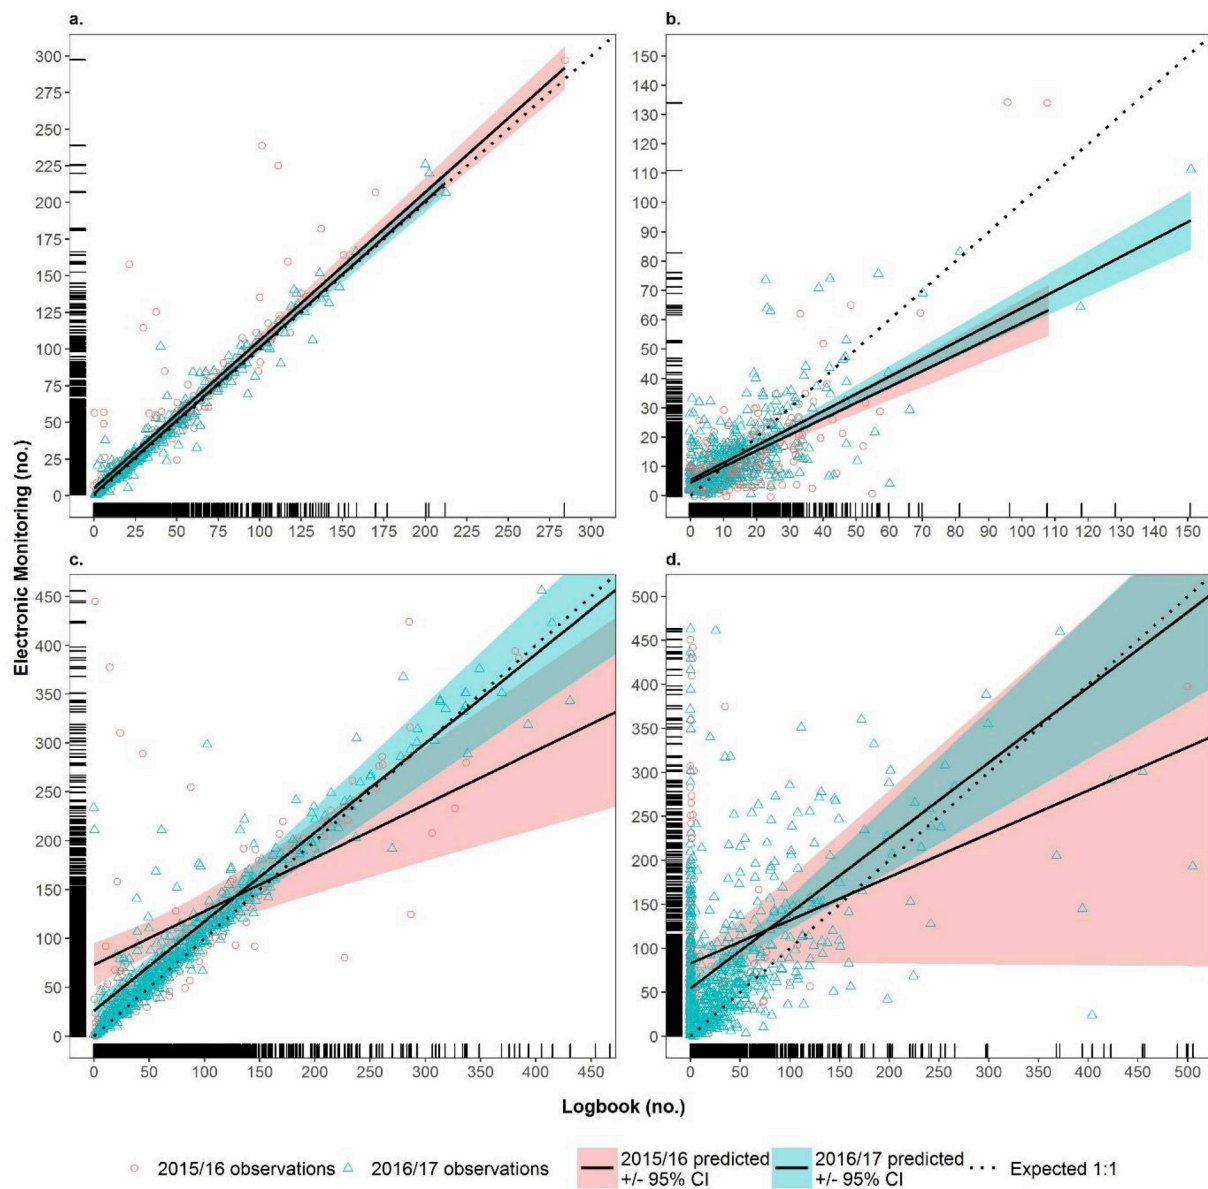 a.
b.
300
275
250
225
200
175
150
125
100
75
50
25
0
150
140
130
120
110
100
90
80
70
60
50
40
30
20
10
0
0 25 50 75 100 125 150 175 200 225 250 275 300
0 10 20 30 40 50 60 70 80 90 100 110 120 130 140 150
Electronic Monitoring (no.)
c.
d.
450
400
350
300
250
200
150
100
50
0
500
450
400
350
300
250
200
150
100
50
0
0 50 100 150 200 250 300 350 400 450
0 50 100 150 200 250 300 350 400 450 500
Logbook (no.)
2015/16 observations
2016/17 observations
2015/16 predicted
+/- 95% CI
2016/17 predicted
+/- 95% CI
Expected 1:1